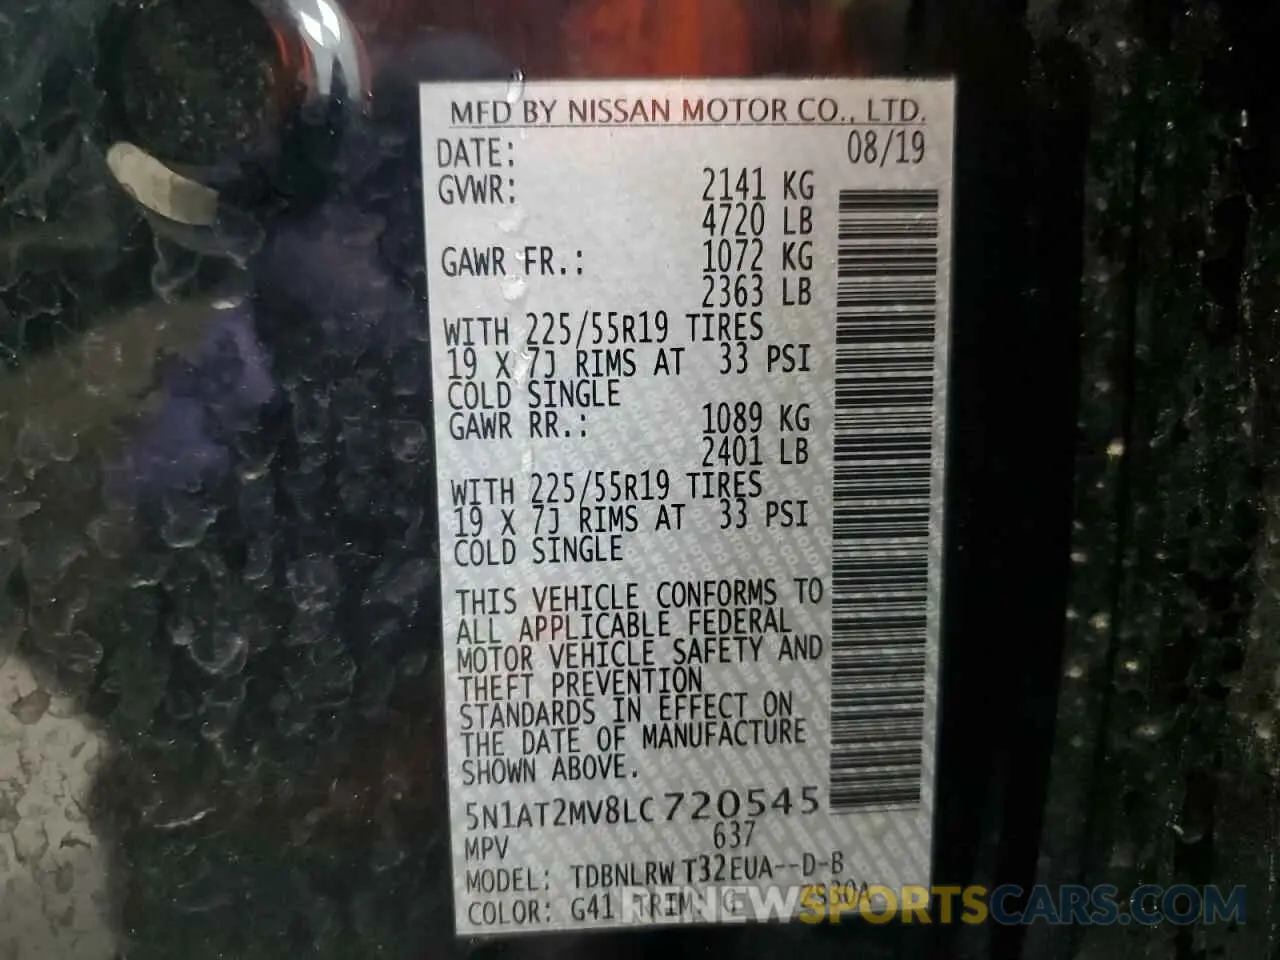 MFD BY NISSAN MOTOR CO., LTD.
DATE: 08/19
GVWR: 2141 KG
4720 LB
GAWR FR.: 1072 KG
2363 LB
WITH 225/55R19 TIRES
19 X 7J RIMS AT 33 PSI
COLD SINGLE
GAWR RR.: 1089 KG
2401 LB
WITH 225/55R19 TIRES
19 X 7J RIMS AT 33 PSI
COLD SINGLE
THIS VEHICLE CONFORMS TO
ALL APPLICABLE FEDERAL
MOTOR VEHICLE SAFETY AND
THEFT PREVENTION
STANDARDS IN EFFECT ON
THE DATE OF MANUFACTURE
SHOWN ABOVE.
5N1AT2MV8LC720545
MPV 637
MODEL: TDBNLRW T32EUA--D-B
COLOR: G41 TRIM: G
RENEWSPORTSCARS.COM